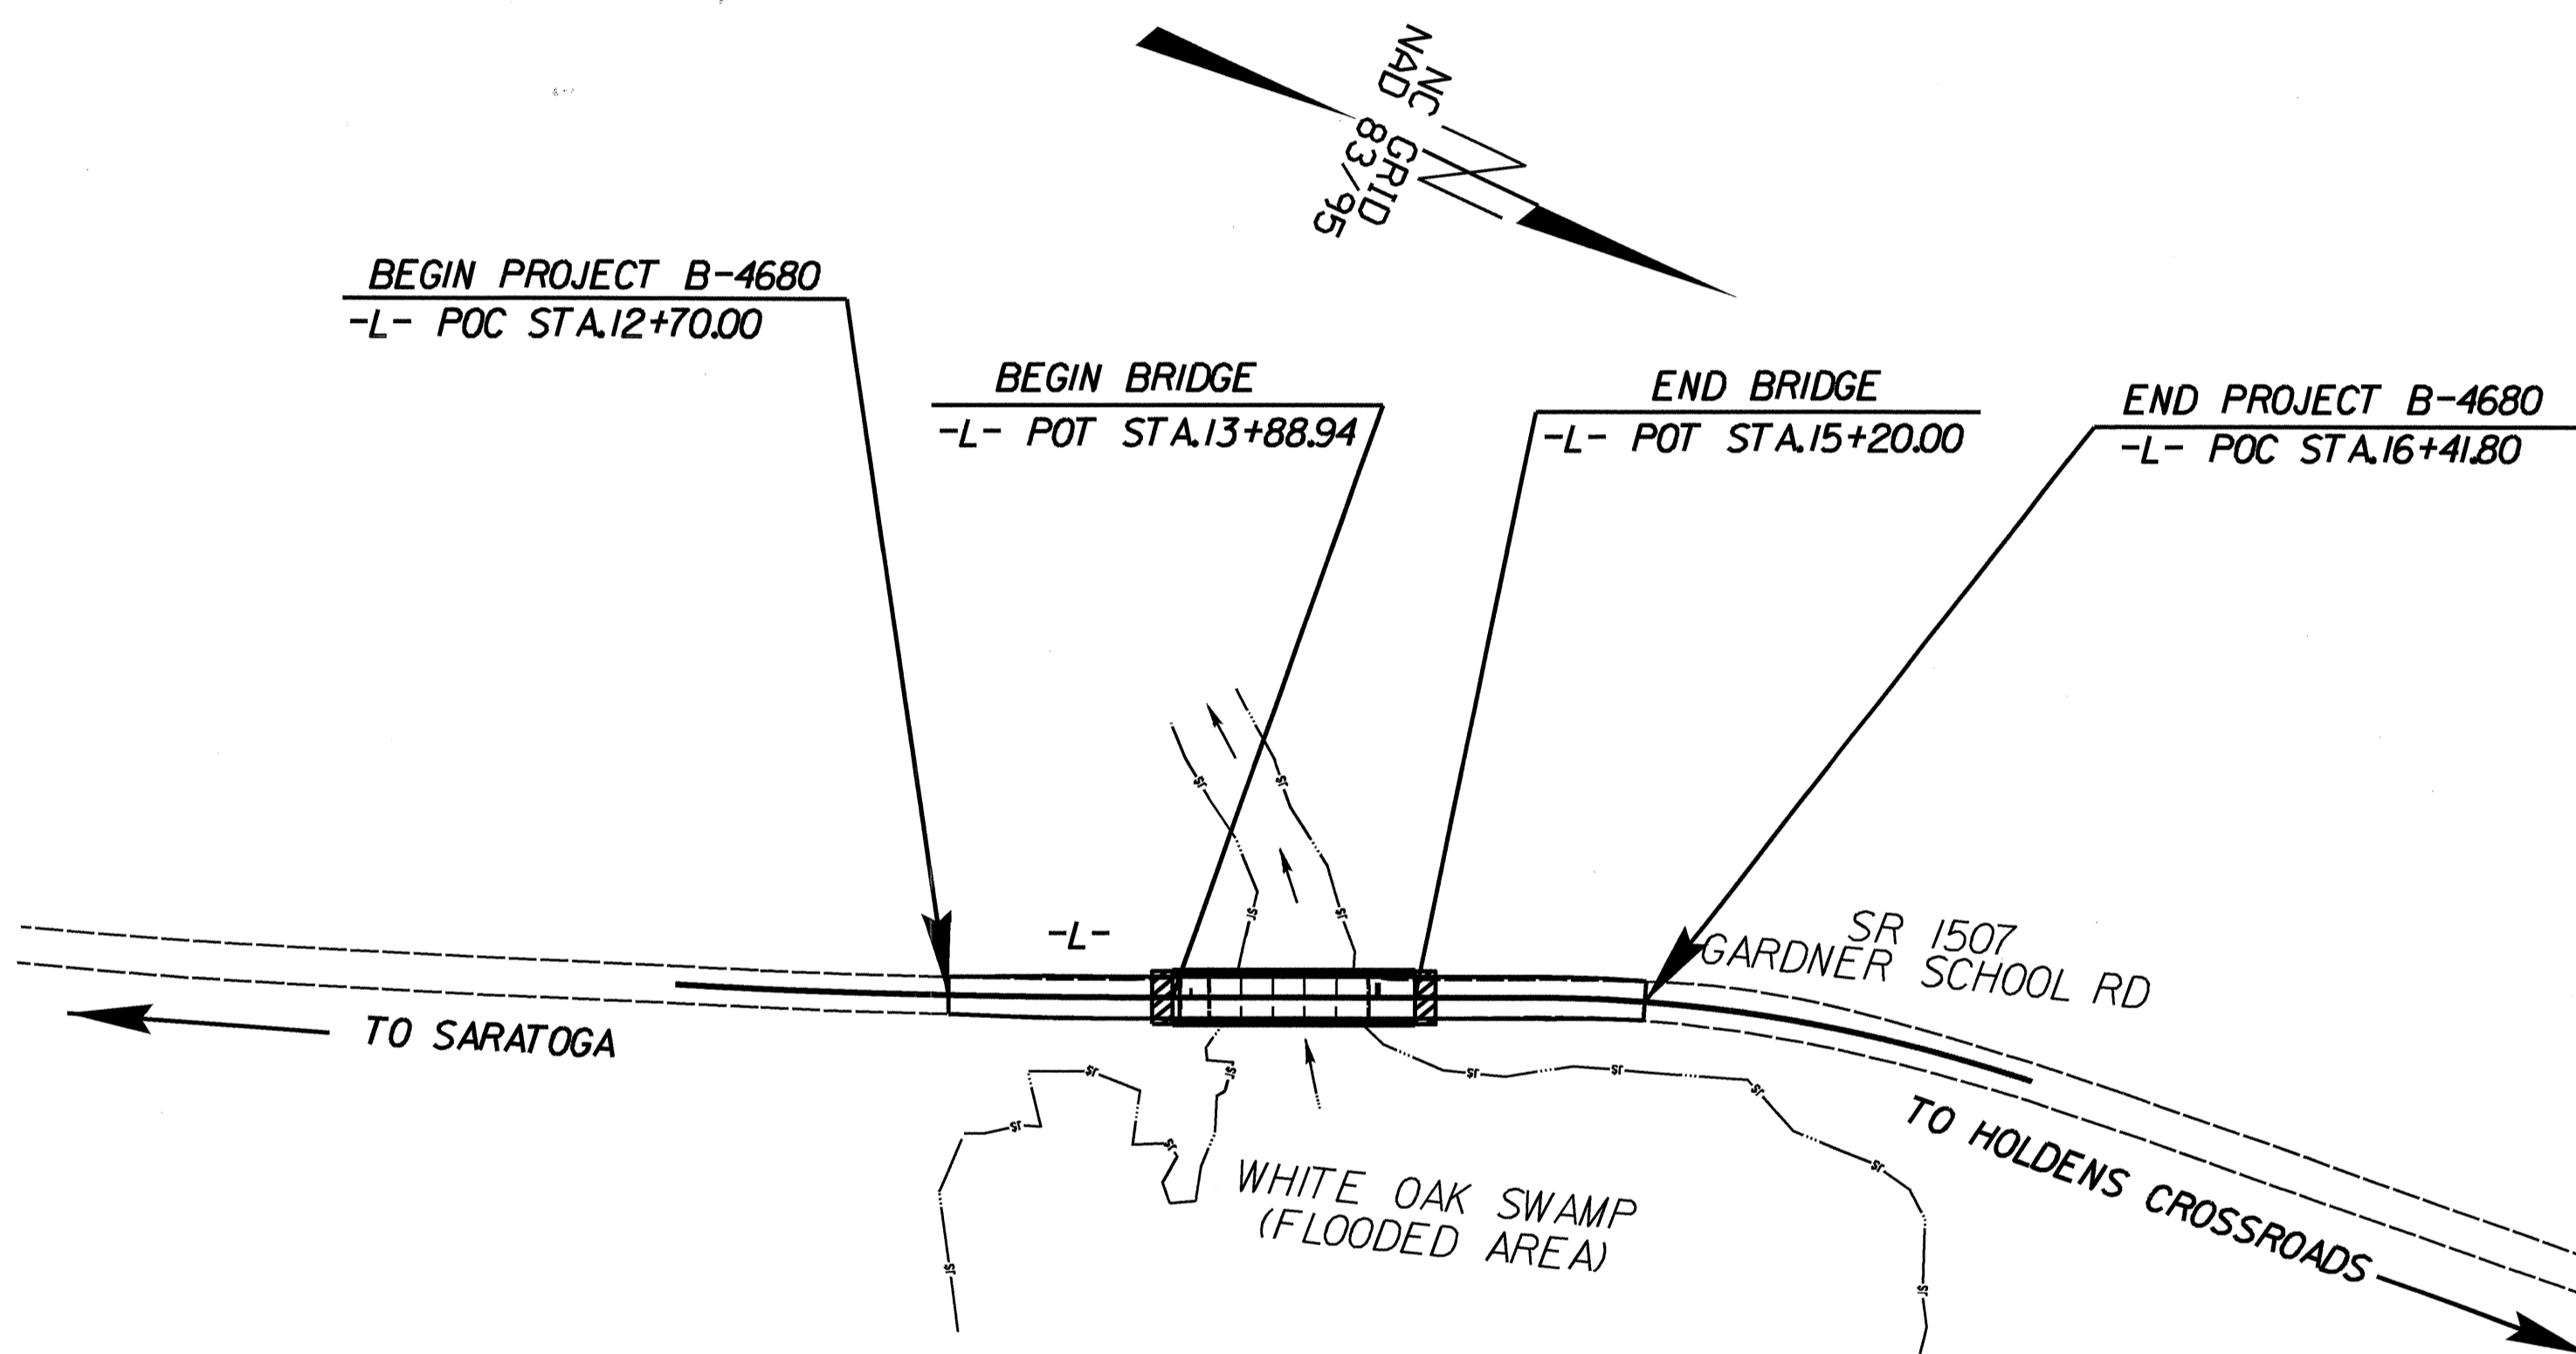 NC GRID
NAD 83/95
BEGIN PROJECT B-4680
-L- POC STA.12+70.00
BEGIN BRIDGE
-L- POT STA.13+88.94
END BRIDGE
-L- POT STA.15+20.00
END PROJECT B-4680
-L- POC STA.16+41.80
-L-
SR 1507
GARDNER SCHOOL RD
TO SARATOGA
TO HOLDENS CROSSROADS
WHITE OAK SWAMP
(FLOODED AREA)